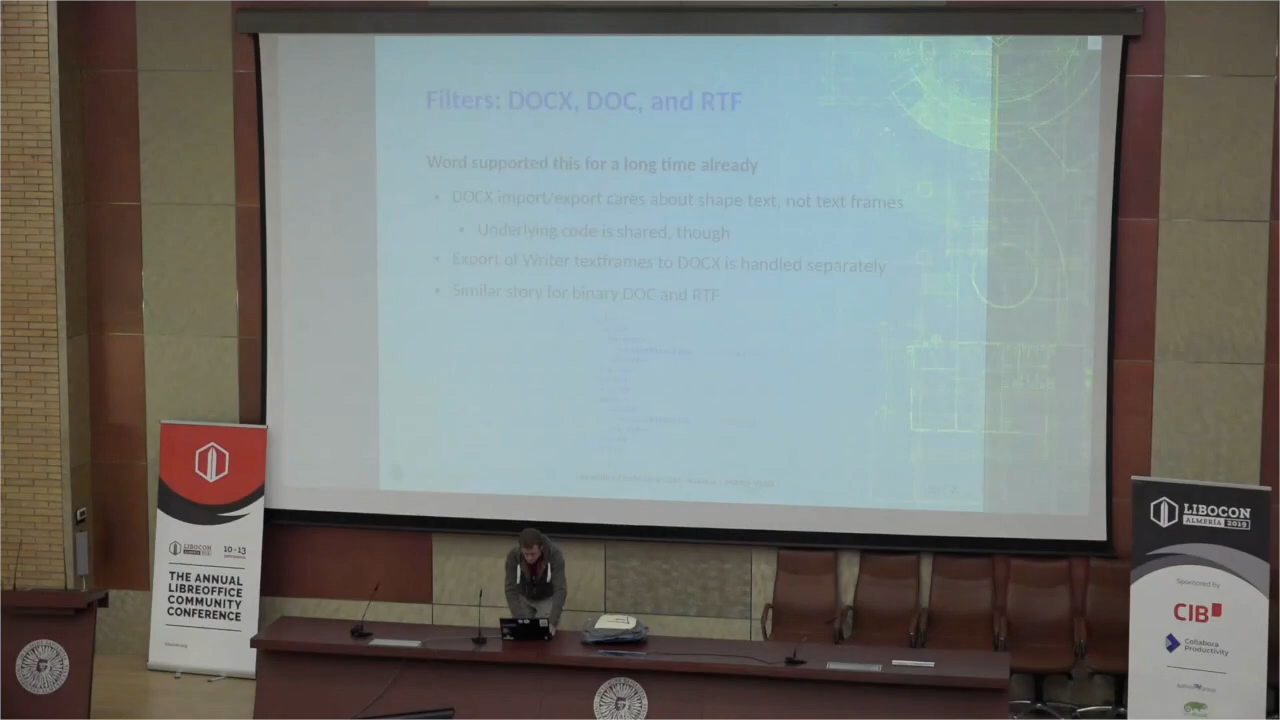 Filters: DOCX, DOC, and RTF
Word supported this for a long time already
• DOCX import/export cares about shape text, not text frames
• Underlying code is shared, though
• Export of Writer textframes to DOCX is handled separately
• Similar story for binary DOC and RTF
LIBOCON
10-13
THE ANNUAL
LIBREOFFICE
COMMUNITY
CONFERENCE
LIBOCON
ALMERÍA 2019
Sponsored by
CIB
Collabora
Productivity